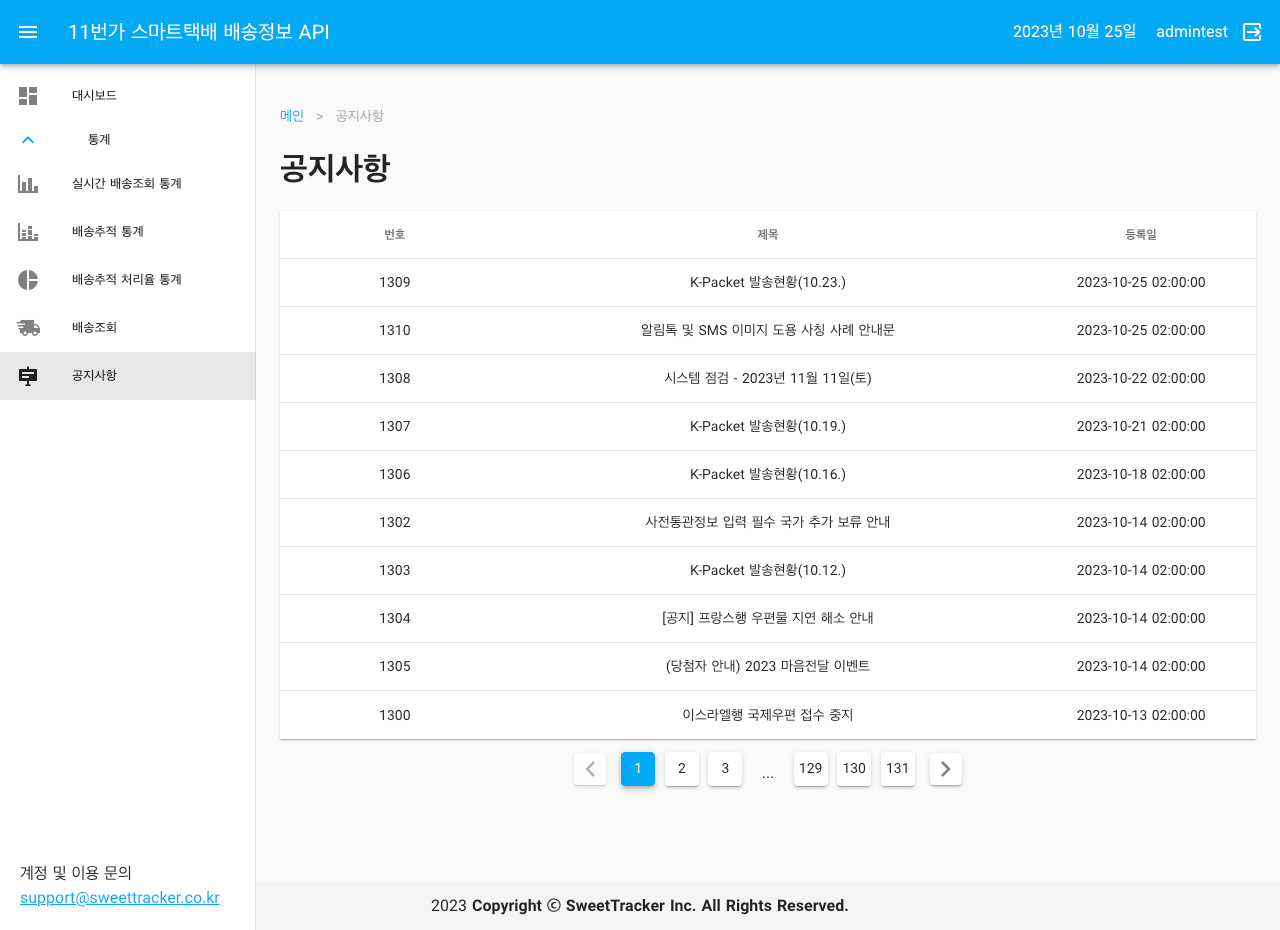 11번가 스마트택배 배송정보 API
2023년 10월 25일 admintest
대시보드
통계
실시간 배송조회 통계
배송추적 통계
배송추적 처리율 통계
배송조회
공지사항
계정 및 이용 문의
support@sweettracker.co.kr
메인 > 공지사항
공지사항
번호 제목 등록일
1309 K-Packet 발송현황(10.23.) 2023-10-25 02:00:00
1310 알림톡 및 SMS 이미지 도용 사칭 사례 안내문 2023-10-25 02:00:00
1308 시스템 점검 - 2023년 11월 11일(토) 2023-10-22 02:00:00
1307 K-Packet 발송현황(10.19.) 2023-10-21 02:00:00
1306 K-Packet 발송현황(10.16.) 2023-10-18 02:00:00
1302 사전통관정보 입력 필수 국가 추가 보류 안내 2023-10-14 02:00:00
1303 K-Packet 발송현황(10.12.) 2023-10-14 02:00:00
1304 [공지] 프랑스행 우편물 지연 해소 안내 2023-10-14 02:00:00
1305 (당첨자 안내) 2023 마음전달 이벤트 2023-10-14 02:00:00
1300 이스라엘행 국제우편 접수 중지 2023-10-13 02:00:00
1 2 3 ... 129 130 131
2023 Copyright ⓒ SweetTracker Inc. All Rights Reserved.